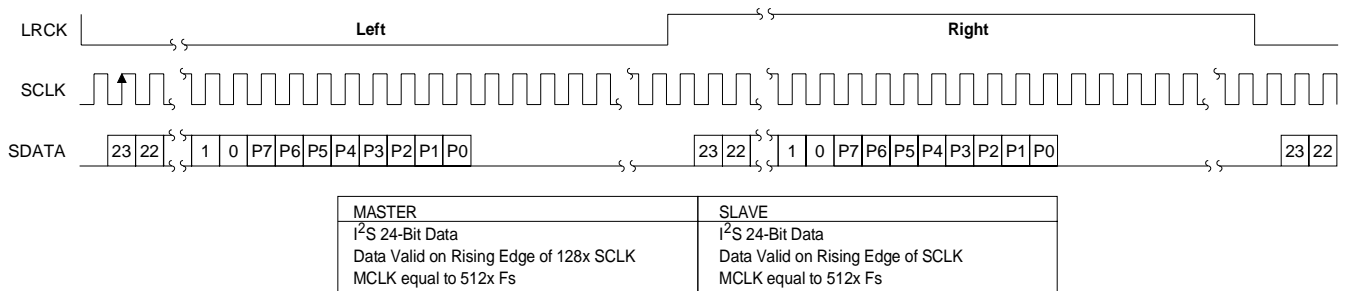 LRCK Left Right
SCLK
SDATA 23 22 1 0 P7 P6 P5 P4 P3 P2 P1 P0 23 22 1 0 P7 P6 P5 P4 P3 P2 P1 P0 23 22
MASTER SLAVE
I²S 24-Bit Data I²S 24-Bit Data
Data Valid on Rising Edge of 128x SCLK Data Valid on Rising Edge of SCLK
MCLK equal to 512x Fs MCLK equal to 512x Fs